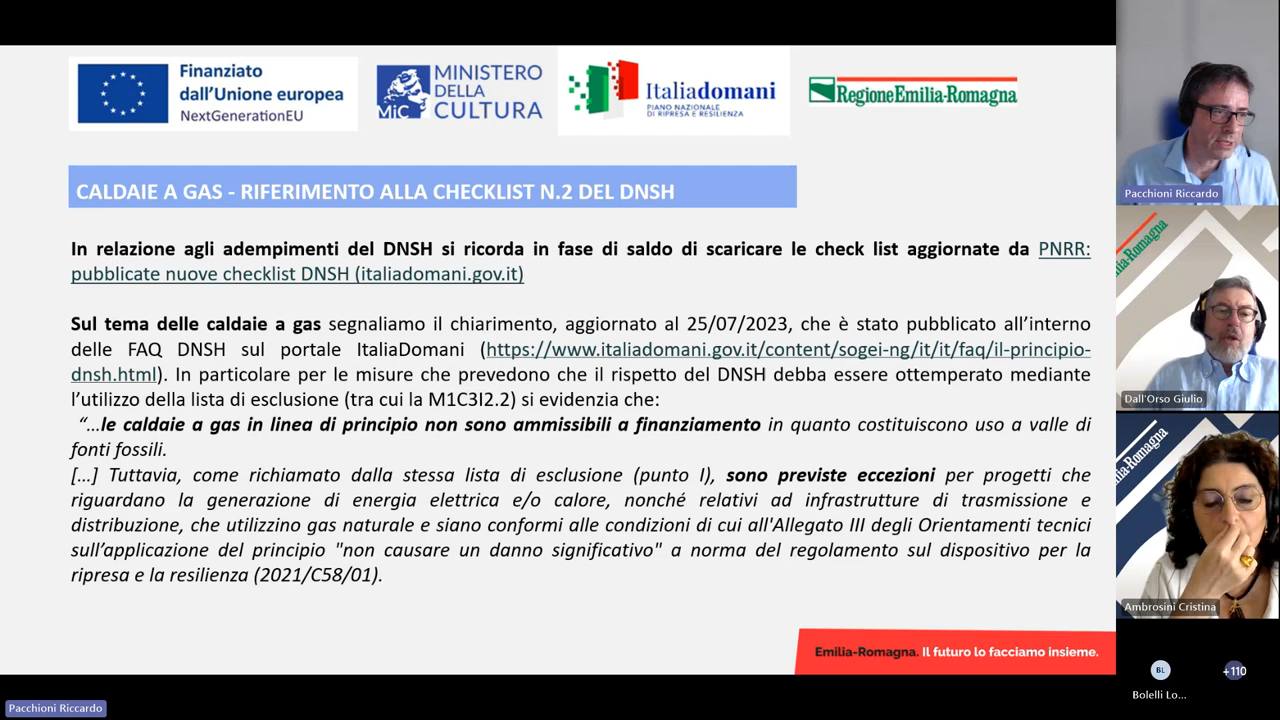 Finanziato
dall'Unione europea
NextGenerationEU
MiC
MINISTERO
DELLA
CULTURA
Italiadomani
PIANO NAZIONALE
DI RIPRESA E RESILIENZA
RegioneEmilia-Romagna
CALDAIE A GAS - RIFERIMENTO ALLA CHECKLIST N.2 DEL DNSH
In relazione agli adempimenti del DNSH si ricorda in fase di saldo di scaricare le check list aggiornate da PNRR:
pubblicate nuove checklist DNSH (italiadomani.gov.it)
Sul tema delle caldaie a gas segnaliamo il chiarimento, aggiornato al 25/07/2023, che è stato pubblicato all'interno
delle FAQ DNSH sul portale ItaliaDomani (https://www.italiadomani.gov.it/content/sogei-ng/it/it/faq/il-principio-
dnsh.html). In particolare per le misure che prevedono che il rispetto del DNSH debba essere ottemperato mediante
l'utilizzo della lista di esclusione (tra cui la M1C3I2.2) si evidenzia che:
"…le caldaie a gas in linea di principio non sono ammissibili a finanziamento in quanto costituiscono uso a valle di
fonti fossili.
[…] Tuttavia, come richiamato dalla stessa lista di esclusione (punto I), sono previste eccezioni per progetti che
riguardano la generazione di energia elettrica e/o calore, nonché relativi ad infrastrutture di trasmissione e
distribuzione, che utilizzino gas naturale e siano conformi alle condizioni di cui all'Allegato III degli Orientamenti tecnici
sull'applicazione del principio "non causare un danno significativo" a norma del regolamento sul dispositivo per la
ripresa e la resilienza (2021/C58/01).
Emilia-Romagna. Il futuro lo facciamo insieme.
Pacchioni Riccardo
Pacchioni Riccardo
ilia-Romagna
Dall'Orso Giulio
ilia-Romagna
Ambrosini Cristina
BL
+110
Bolelli Lo...